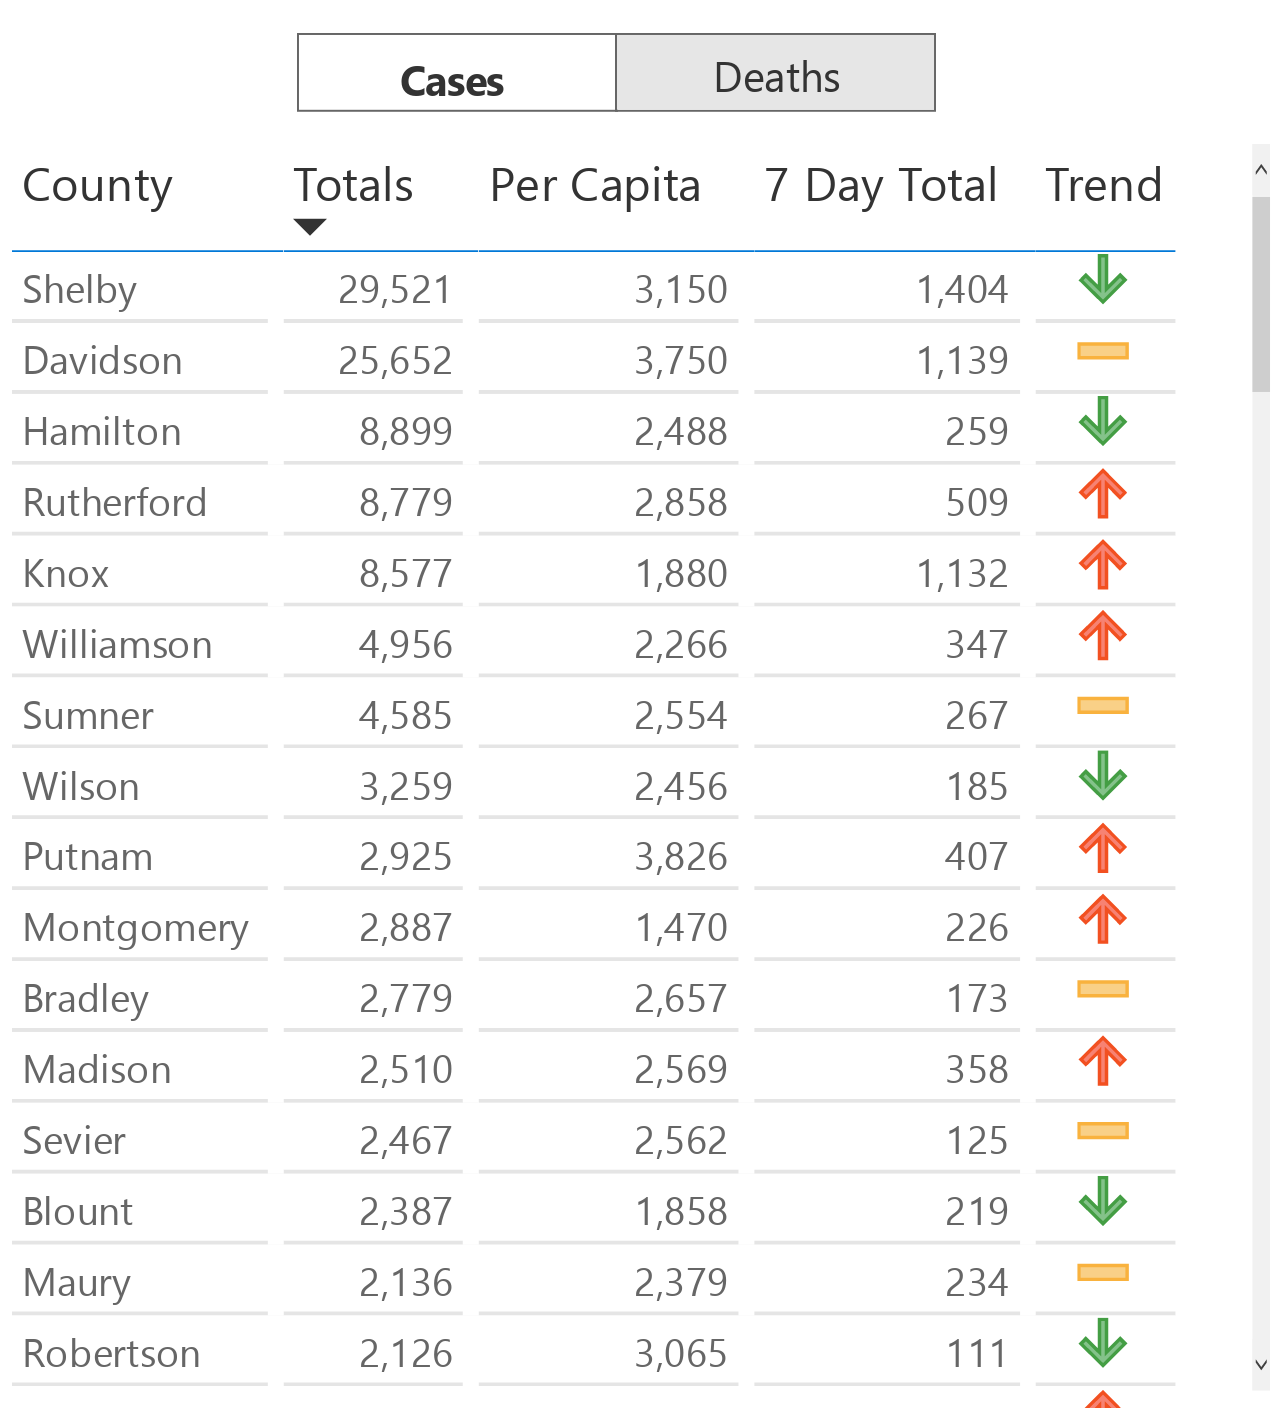 Cases Deaths
County Totals Per Capita 7 Day Total Trend
Shelby 29,521 3,150 1,404
Davidson 25,652 3,750 1,139
Hamilton 8,899 2,488 259
Rutherford 8,779 2,858 509
Knox 8,577 1,880 1,132
Williamson 4,956 2,266 347
Sumner 4,585 2,554 267
Wilson 3,259 2,456 185
Putnam 2,925 3,826 407
Montgomery 2,887 1,470 226
Bradley 2,779 2,657 173
Madison 2,510 2,569 358
Sevier 2,467 2,562 125
Blount 2,387 1,858 219
Maury 2,136 2,379 234
Robertson 2,126 3,065 111